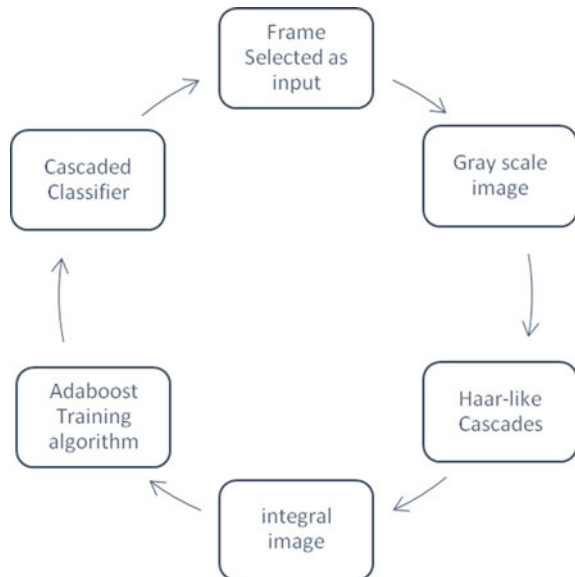 Frame
Selected as
input
Gray scale
image
Haar-like
Cascades
integral
image
Adaboost
Training
algorithm
Cascaded
Classifier